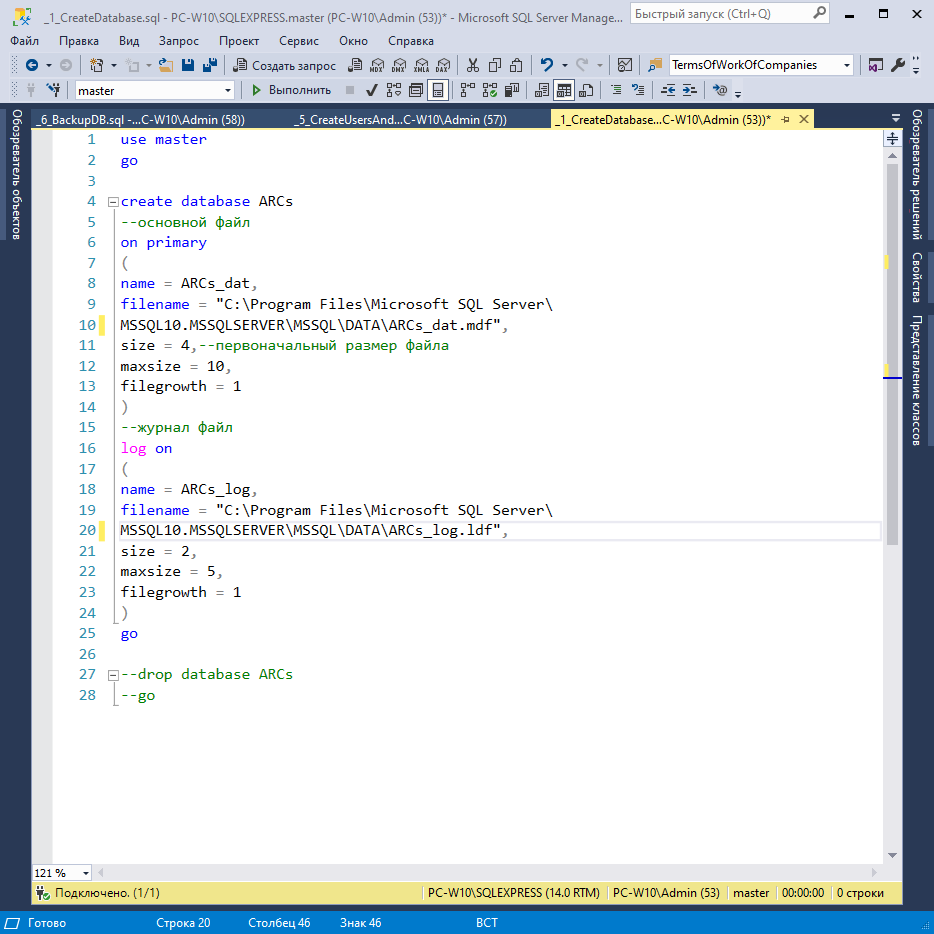 _1_CreateDatabase.sql - PC-W10\SQLEXPRESS.master (PC-W10\Admin (53))* - Microsoft SQL Server Manage...
Быстрый запуск (Ctrl+Q)
Файл Правка Вид Запрос Проект Сервис Окно Справка
Создать запрос MDX DMX XMLA DAX TermsOfWorkOfCompanies
master Выполнить
_6_BackupDB.sql -...C-W10\Admin (58)) _5_CreateUsersAnd...C-W10\Admin (57)) _1_CreateDatabase...C-W10\Admin (53))*
Обозреватель объектов
1 use master
2 go
3
4 create database ARCs
5 --основной файл
6 on primary
7 (
8 name = ARCs_dat,
9 filename = "C:\Program Files\Microsoft SQL Server\
10 MSSQL10.MSSQLSERVER\MSSQL\DATA\ARCs_dat.mdf",
11 size = 4,--первоначальный размер файла
12 maxsize = 10,
13 filegrowth = 1
14 )
15 --журнал файл
16 log on
17 (
18 name = ARCs_log,
19 filename = "C:\Program Files\Microsoft SQL Server\
20 MSSQL10.MSSQLSERVER\MSSQL\DATA\ARCs_log.ldf",
21 size = 2,
22 maxsize = 5,
23 filegrowth = 1
24 )
25 go
26
27 --drop database ARCs
28 --go
Обозреватель решений
Свойства
Представление классов
121 %
Подключено. (1/1) PC-W10\SQLEXPRESS (14.0 RTM) PC-W10\Admin (53) master 00:00:00 0 строки
Готово Строка 20 Столбец 46 Знак 46 ВСТ